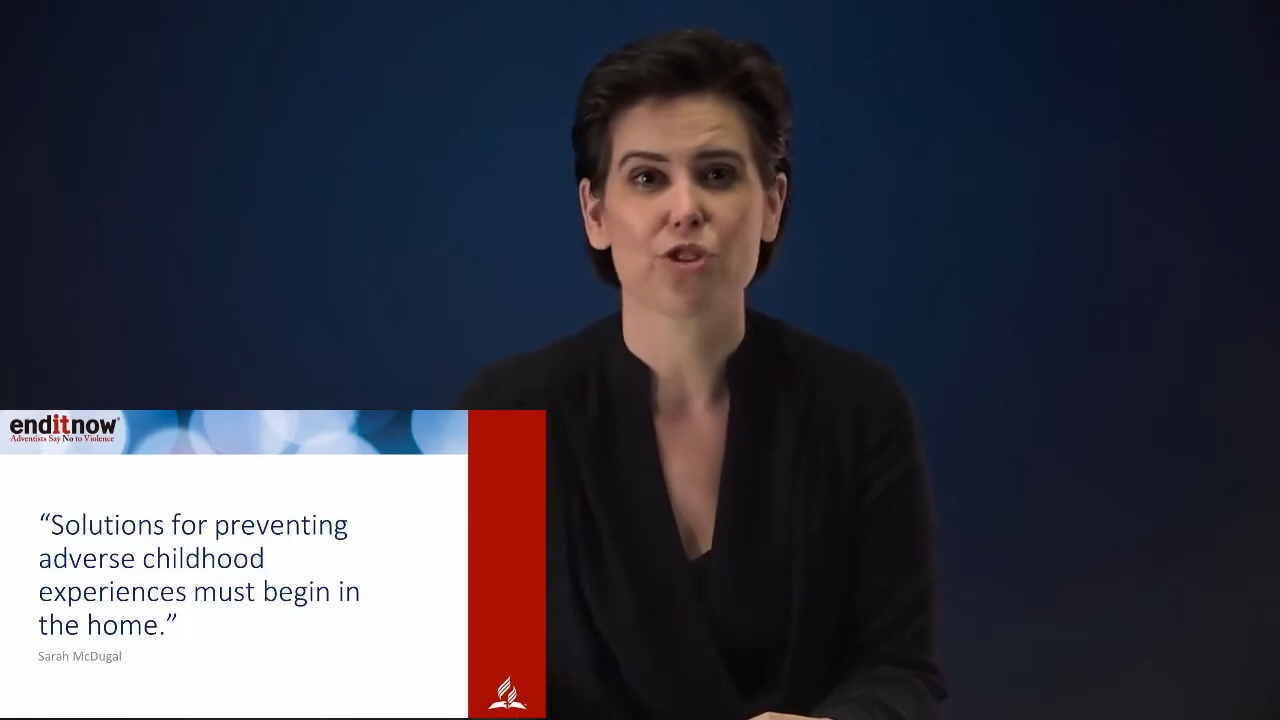 enditnow®
Adventists Say No to Violence
“Solutions for preventing
adverse childhood
experiences must begin in
the home.”
Sarah McDugal